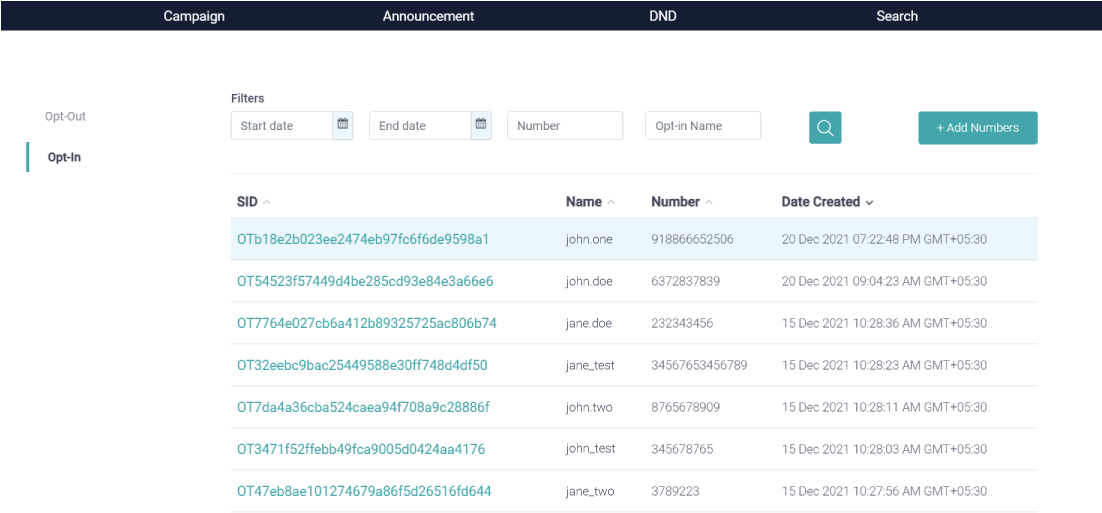 Campaign Announcement DND Search
Filters
Opt-Out
Start date End date Number Opt-in Name + Add Numbers
Opt-In
SID Name Number Date Created
OTb18e2b023ee2474eb97fc6f6de9598a1 john.one 918866652506 20 Dec 2021 07:22:48 PM GMT+05:30
OT54523f57449d4be285cd93e84e3a66e6 john.doe 6372837839 20 Dec 2021 09:04:23 AM GMT+05:30
OT7764e027cb6a412b89325725ac806b74 jane.doe 232343456 15 Dec 2021 10:28:36 AM GMT+05:30
OT32eebc9bac25449588e30ff748d4df50 jane_test 34567653456789 15 Dec 2021 10:28:23 AM GMT+05:30
OT7da4a36cba524caea94f708a9c28886f john.two 8765678909 15 Dec 2021 10:28:11 AM GMT+05:30
OT3471f52ffebb49fca9005d0424aa4176 john_test 345678765 15 Dec 2021 10:28:03 AM GMT+05:30
OT47eb8ae101274679a86f5d26516fd644 jane_two 3789223 15 Dec 2021 10:27:56 AM GMT+05:30